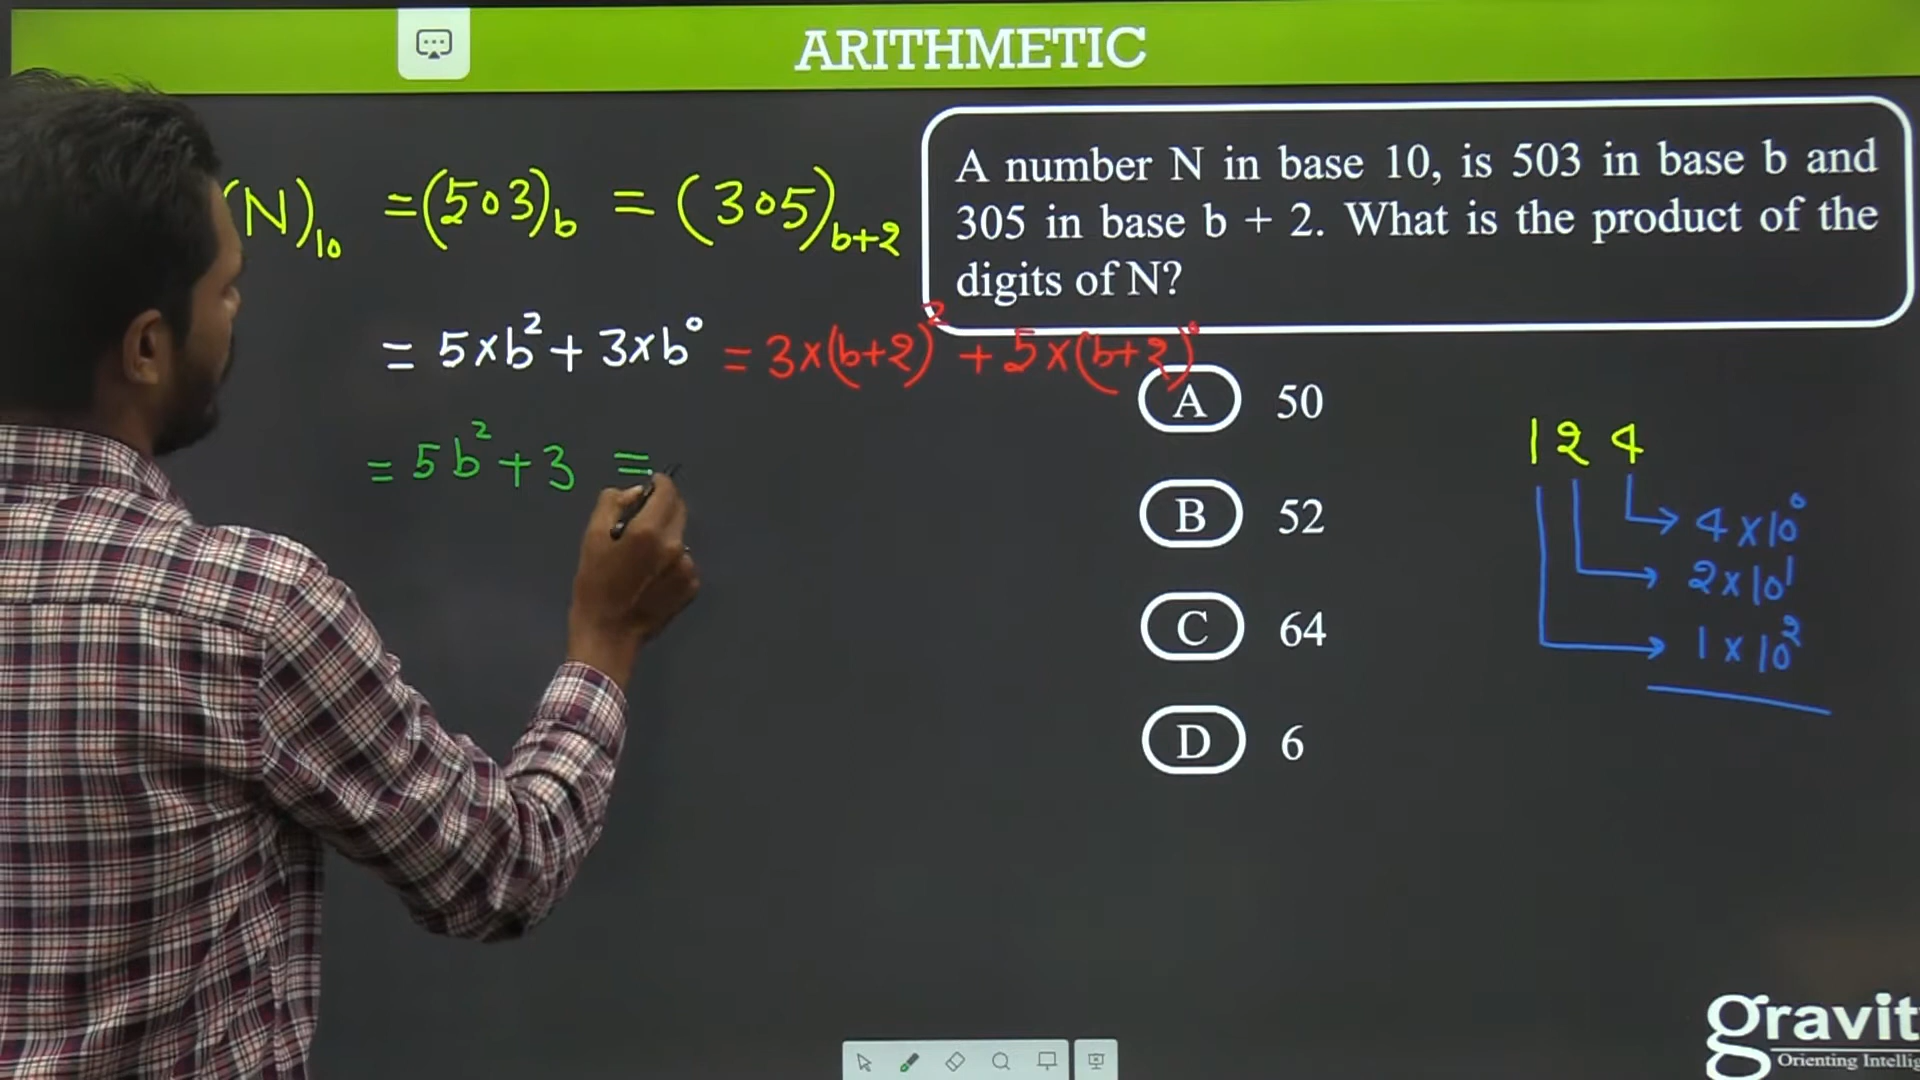 ARITHMETIC
A number N in base 10, is 503 in base b and
305 in base b + 2. What is the product of the
digits of N?
(N)₁₀ = (503)b = (305)b+2
= 5×b² + 3×b⁰ = 3×(b+2)² + 5×(b+2)⁰
= 5b² + 3 =
A 50
B 52
C 64
D 6
124
4×10⁰
2×10¹
1×10²
gravit
Orienting Intellig